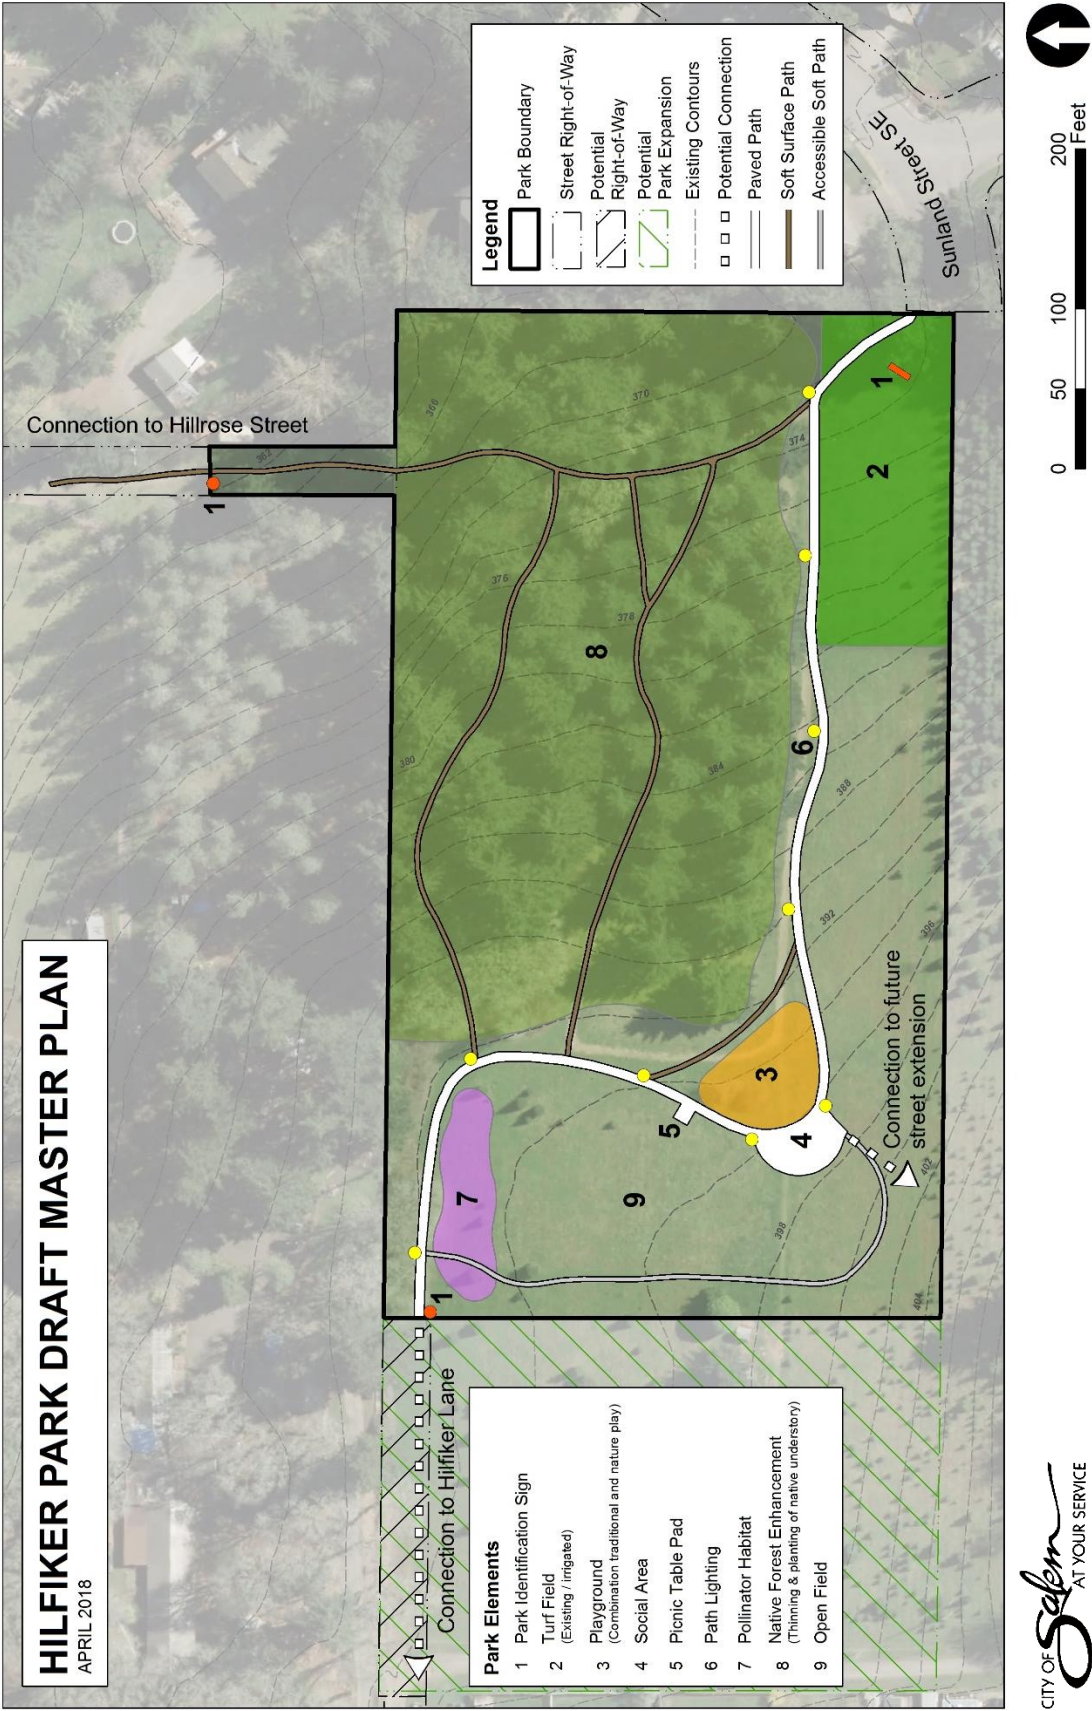 HILFIKER PARK DRAFT MASTER PLAN
APRIL 2018
Connection to Hillrose Street
Legend
Park Boundary
Street Right-of-Way
Potential
Right-of-Way
Potential
Park Expansion
Existing Contours
Potential Connection
Paved Path
Soft Surface Path
Accessible Soft Path
Sunland Street SE
Connection to Hilfiker Lane
Connection to future
street extension
1
1
1
2
3
4
5
6
7
8
9
362
366
370
374
376
378
380
384
388
392
396
398
402
404
Park Elements
1 Park Identification Sign
2 Turf Field
(Existing / irrigated)
3 Playground
(Combination traditional and nature play)
4 Social Area
5 Picnic Table Pad
6 Path Lighting
7 Pollinator Habitat
8 Native Forest Enhancement
(Thinning & planting of native understory)
9 Open Field
CITY OF Salem
AT YOUR SERVICE
0 50 100 200
Feet